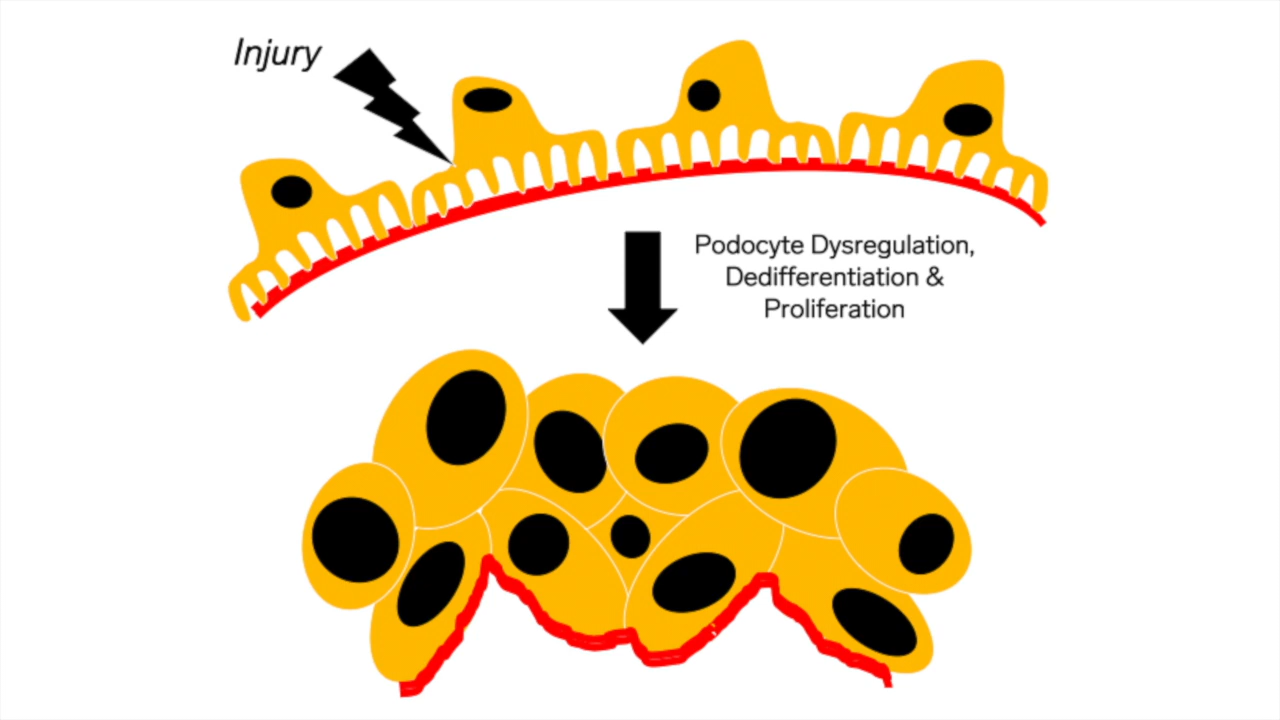 Injury
Podocyte Dysregulation,
Dedifferentiation &
Proliferation